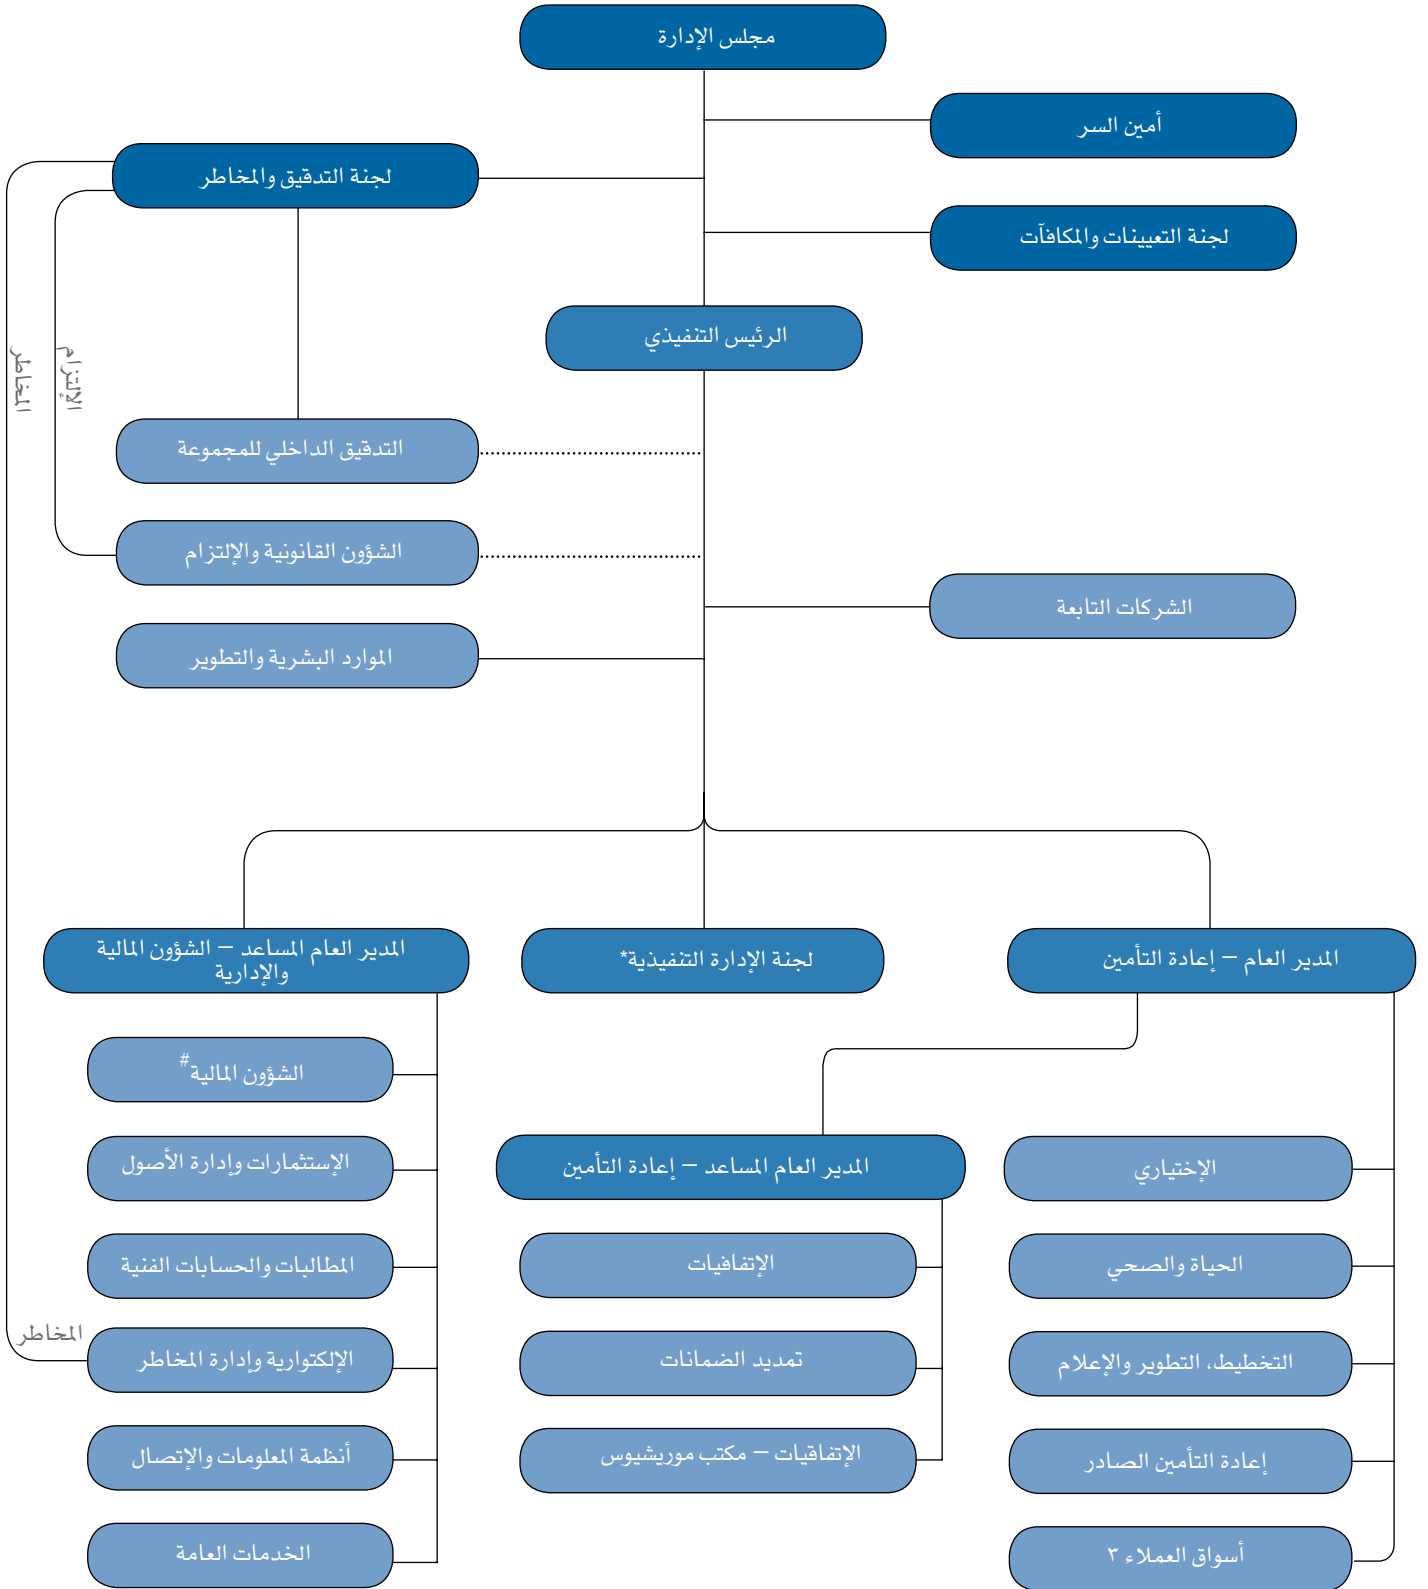 مجلس الإدارة
أمين السر
لجنة التدقيق والمخاطر
لجنة التعيينات والمكافآت
الرئيس التنفيذي
المخاطر
الإلتزام
التدقيق الداخلي للمجموعة
الشؤون القانونية والإلتزام
الشركات التابعة
الموارد البشرية والتطوير
المدير العام – إعادة التأمين
لجنة الإدارة التنفيذية*
المدير العام المساعد – الشؤون المالية
والإدارية
الإختياري
الحياة والصحي
التخطيط، التطوير والإعلام
إعادة التأمين الصادر
أسواق العملاء ٣
المدير العام المساعد – إعادة التأمين
الإتفافيات
تمديد الضمانات
الإتفاقيات – مكتب موريشيوس
الشؤون المالية#
الإستثمارات وإدارة الأصول
المطالبات والحسابات الفنية
الإلكتوارية وإدارة المخاطر
المخاطر
أنظمة المعلومات والإتصال
الخدمات العامة